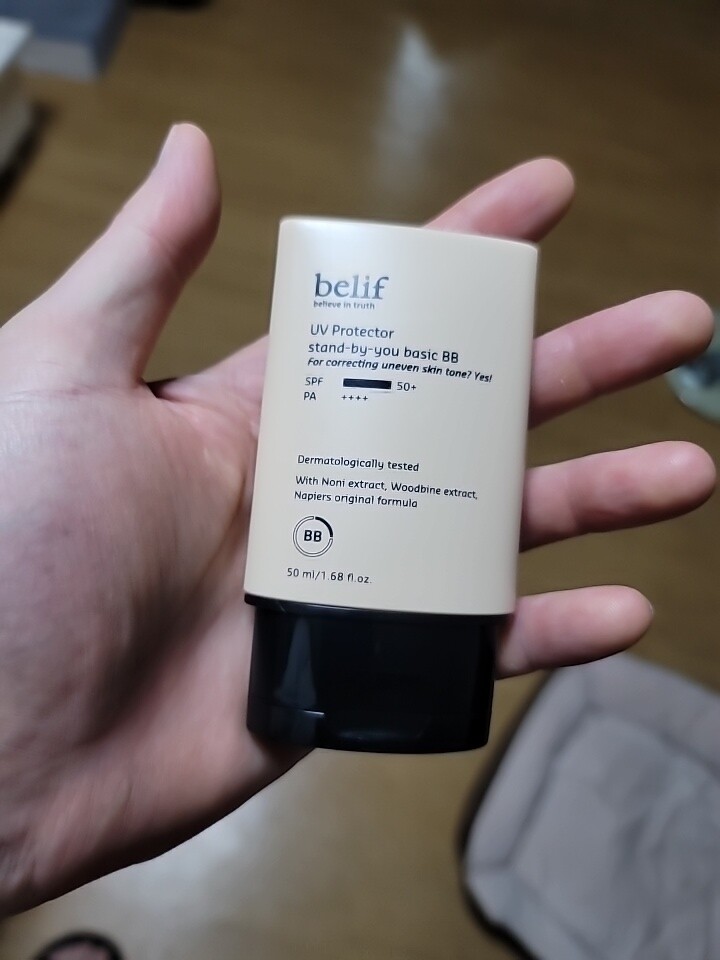 belif
believe in truth
UV Protector
stand-by-you basic BB
For correcting uneven skin tone? Yes!
SPF 50+
PA ++++
Dermatologically tested
With Noni extract, Woodbine extract,
Napiers original formula
BB
50 ml/1.68 fl.oz.